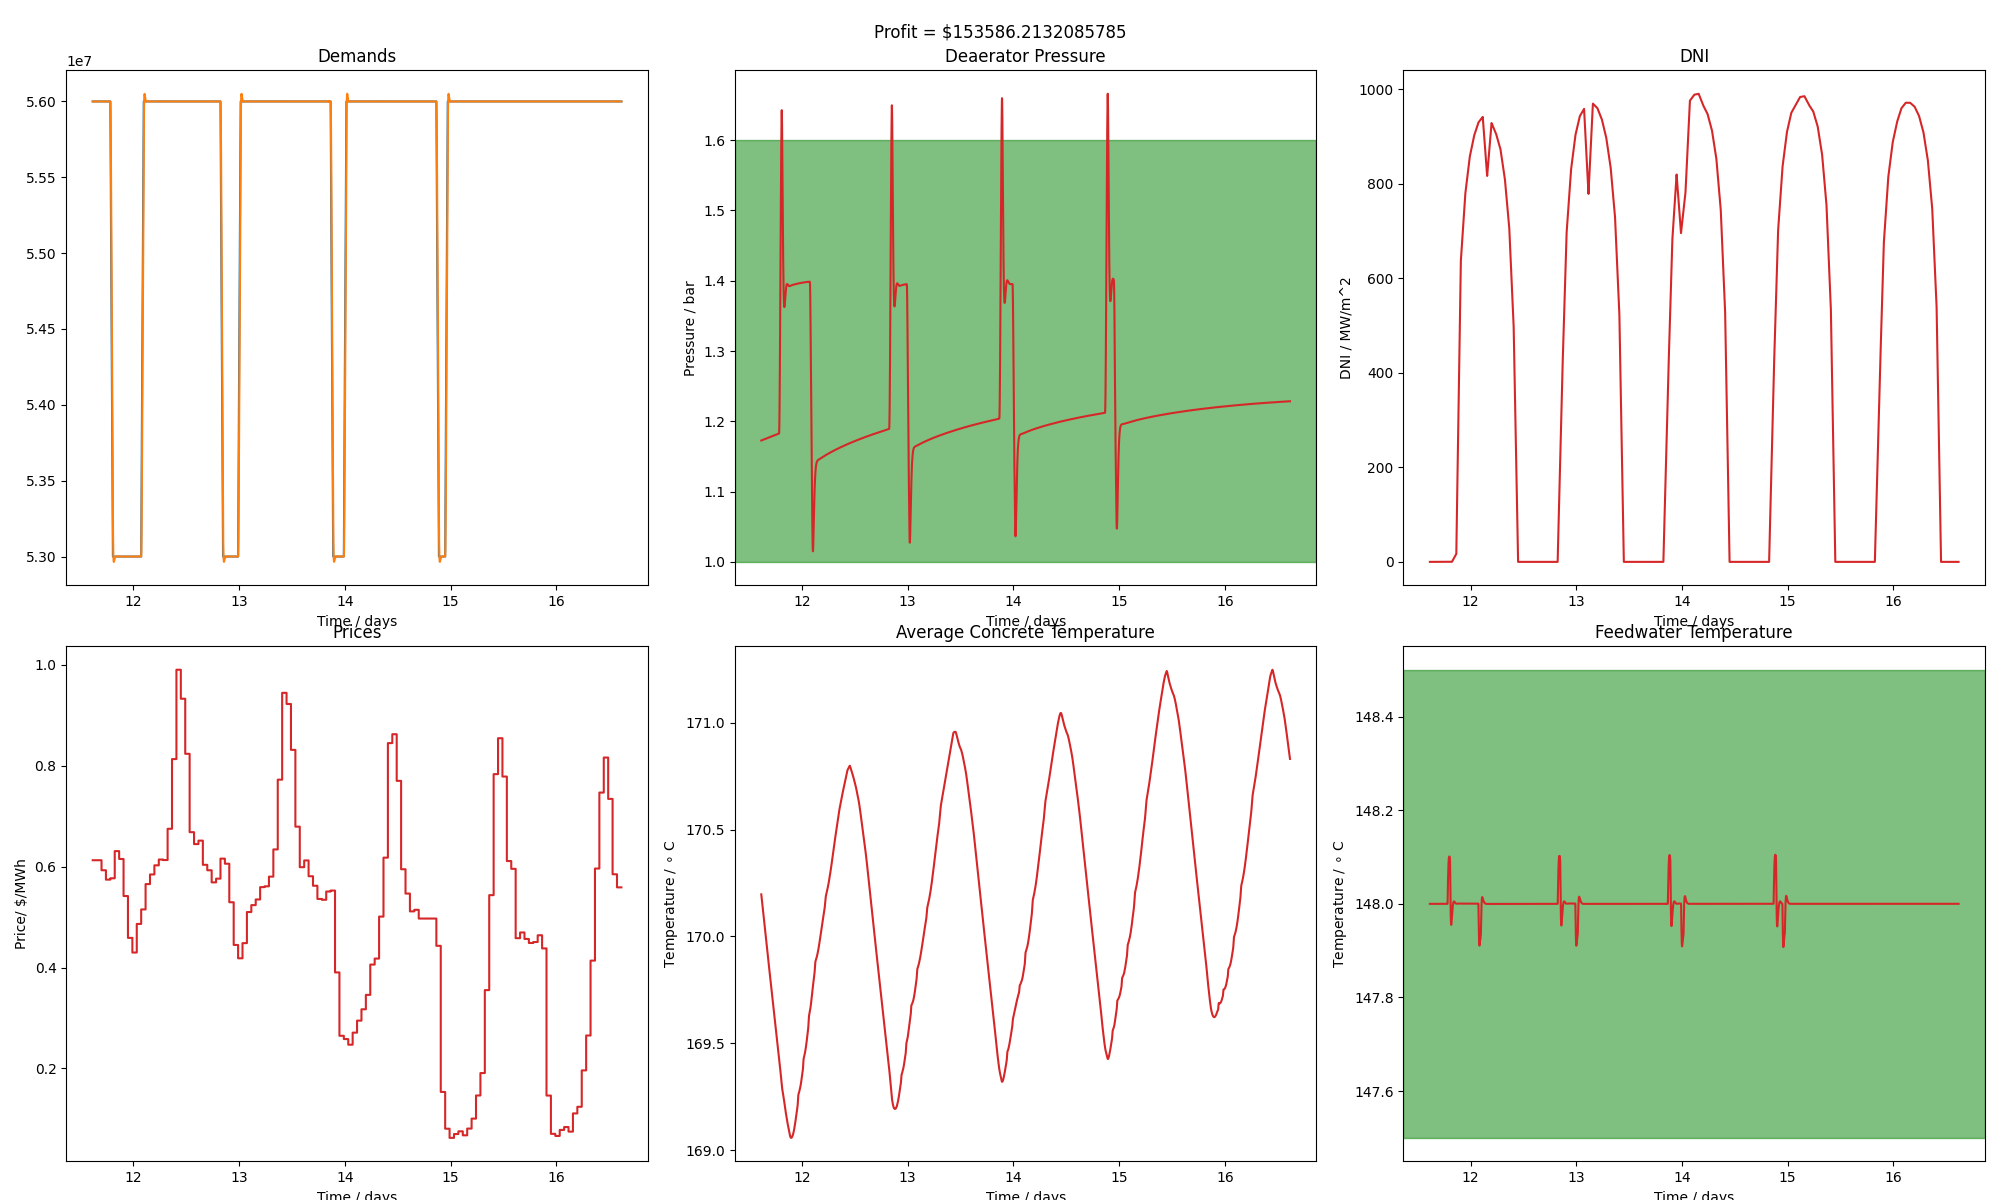 Profit = $153586.2132085785
Demands
1e7
5.60
5.55
5.50
5.45
5.40
5.35
5.30
12 13 14 15 16
Time / days
Deaerator Pressure
Pressure / bar
1.6
1.5
1.4
1.3
1.2
1.1
1.0
12 13 14 15 16
Time / days
DNI
DNI / MW/m^2
1000
800
600
400
200
0
12 13 14 15 16
Time / days
Prices
Price/ $/MWh
1.0
0.8
0.6
0.4
0.2
12 13 14 15 16
Time / days
Average Concrete Temperature
Temperature / ∘ C
171.0
170.5
170.0
169.5
169.0
12 13 14 15 16
Time / days
Feedwater Temperature
Temperature / ∘ C
148.4
148.2
148.0
147.8
147.6
12 13 14 15 16
Time / days